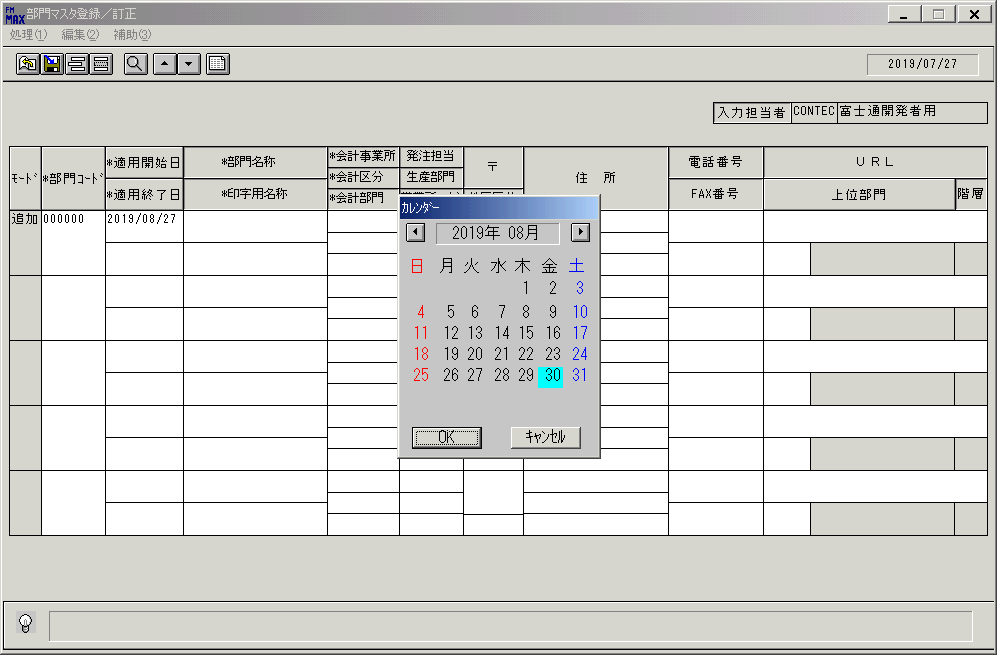 FM MAX 部門マスタ登録／訂正
処理(1) 編集(2) 補助(3)
2019/07/27
入力担当者 CONTEC 富士通開発者用
ﾓｰﾄﾞ *部門ｺｰﾄﾞ *適用開始日 *部門名称 *会計事業所 発注担当 〒 住 所 電話番号 ＵＲＬ
*会計区分 生産部門
*適用終了日 *印字用名称 *会計部門 FAX番号 上位部門 階層
追加 000000 2019/08/27
ｶﾚﾝﾀﾞｰ
2019年 08月
日 月 火 水 木 金 土
1 2 3
4 5 6 7 8 9 10
11 12 13 14 15 16 17
18 19 20 21 22 23 24
25 26 27 28 29 30 31
OK ｷｬﾝｾﾙ